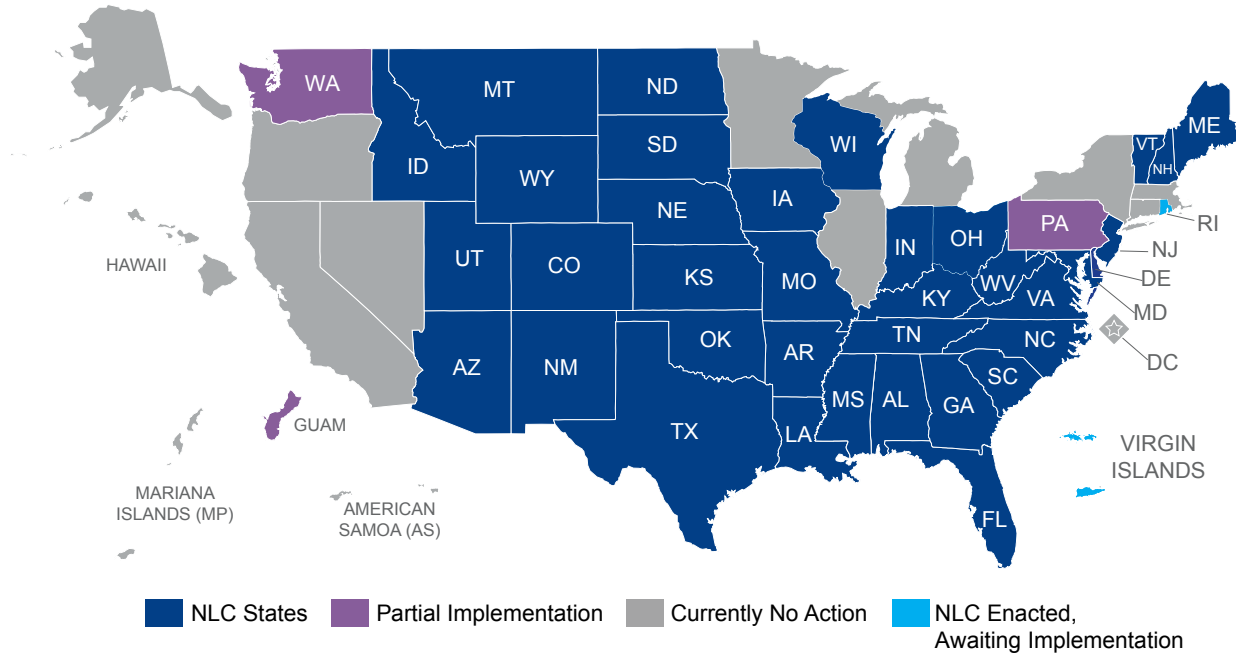 WA
MT
ND
ME
VT
NH
SD
WI
ID
WY
IA
NE
PA
RI
IN
OH
NJ
UT
CO
DE
HAWAII
KS
MO
WV
VA
KY
MD
OK
TN
NC
AR
DC
AZ
NM
SC
MS
AL
GA
GUAM
TX
LA
VIRGIN
ISLANDS
MARIANA
ISLANDS (MP)
AMERICAN
SAMOA (AS)
FL
NLC States
Partial Implementation
Currently No Action
NLC Enacted,
Awaiting Implementation